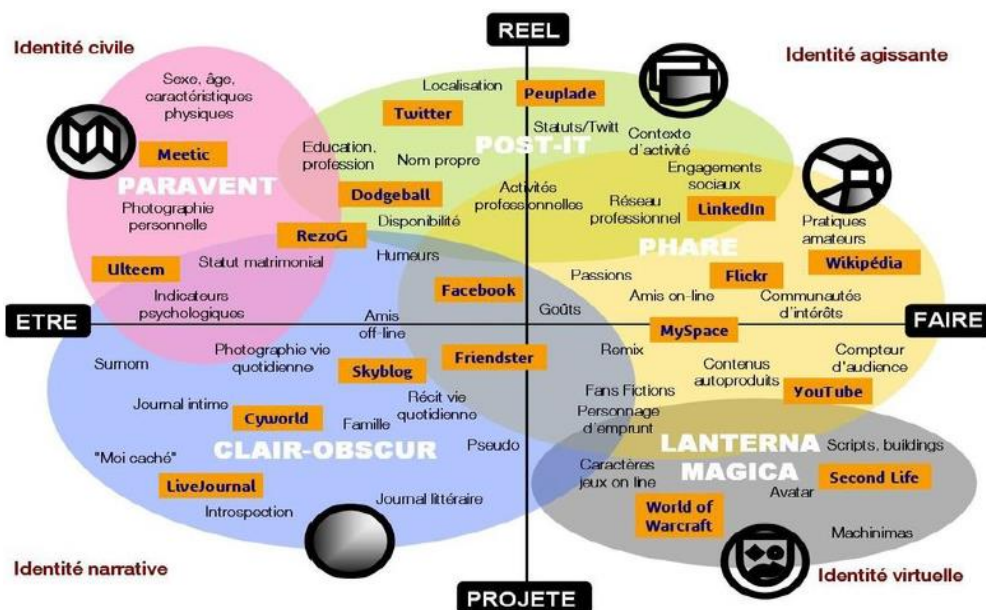 REEL
Identité civile
Identité agissante
Sexe, âge,
caractéristiques
physiques
Localisation
Peuplade
Twitter
Statuts/Twitt
Contexte
d'activité
Meetic
Education,
profession
POST-IT
Nom propre
Engagements
sociaux
PARAVENT
Dodgeball
Activités
professionnelles
Réseau
professionnel
LinkedIn
Photographie
personnelle
Disponibilité
Pratiques
amateurs
RezoG
PHARE
Ulteem
Statut matrimonial
Humeurs
Wikipédia
Passions
Flickr
Indicateurs
psychologiques
Facebook
Amis on-line
Communautés
d'intérêts
Goûts
ETRE
Amis
off-line
MySpace
FAIRE
Surnom
Photographie vie
quotidienne
Friendster
Remix
Contenus
autoproduits
Compteur
d'audience
Skyblog
YouTube
Journal intime
Récit vie
quotidienne
Fans Fictions
Cyworld
Famille
Personnage
d'emprunt
CLAIR-OBSCUR
Pseudo
LANTERNA
MAGICA
Scripts, buildings
"Moi caché"
Caractères
jeux on line
LiveJournal
Second Life
Avatar
Introspection
Journal littéraire
World of
Warcraft
Machinimas
Identité narrative
Identité virtuelle
PROJETE